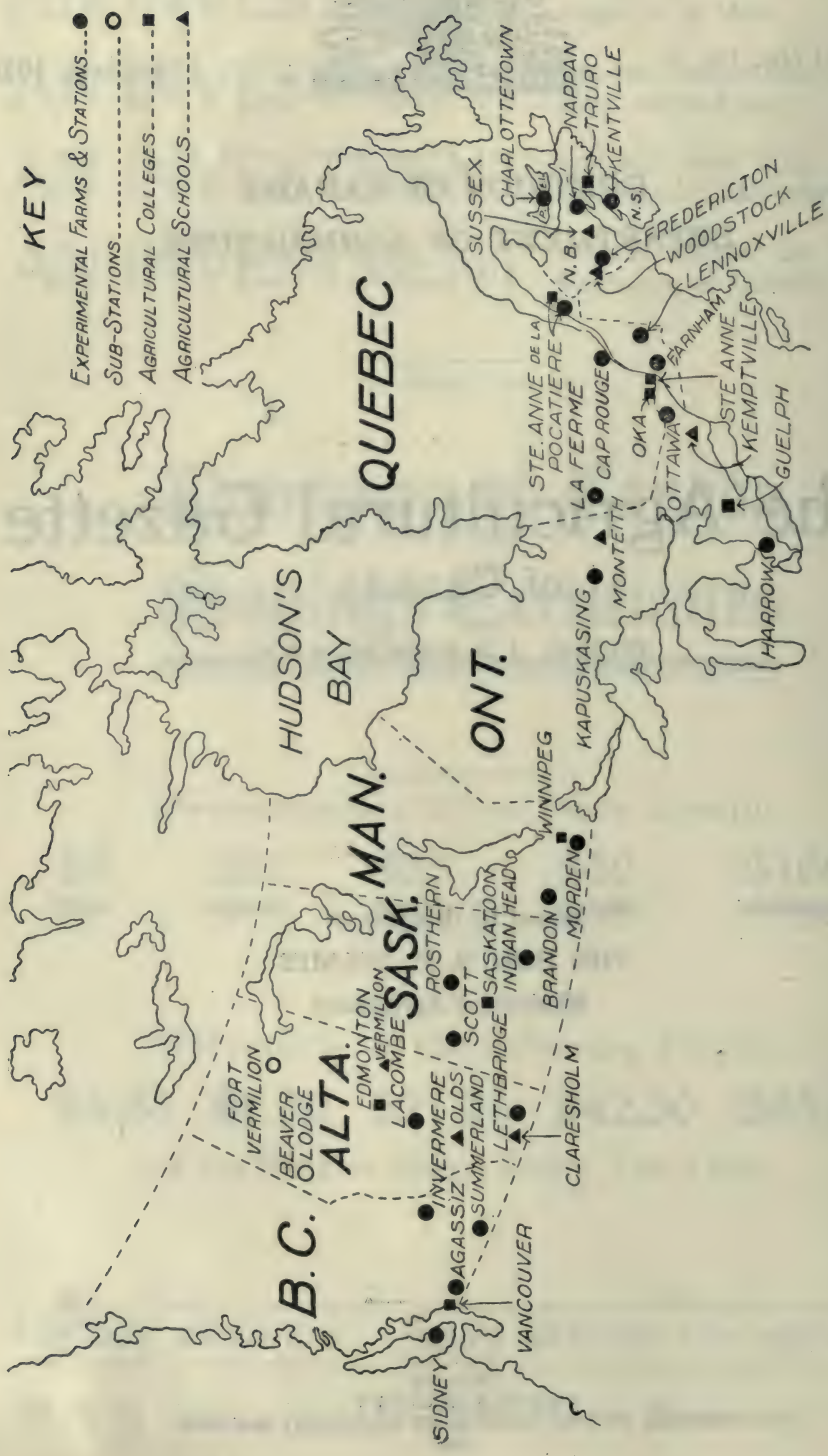 KEY
EXPERIMENTAL FARMS & STATIONS
SUB-STATIONS
AGRICULTURAL COLLEGES
AGRICULTURAL SCHOOLS
HUDSON'S
BAY
B. C.
ALTA.
SASK.
MAN.
ONT.
QUEBEC
N. B.
N.S.
SIDNEY
VANCOUVER
AGASSIZ
SUMMERLAND
INVERMERE
BEAVER
LODGE
FORT
VERMILION
EDMONTON
VERMILION
LACOMBE
OLDS
LETHBRIDGE
CLARESHOLM
SCOTT
ROSTHERN
SASKATOON
INDIAN HEAD
BRANDON
MORDEN
WINNIPEG
KAPUSKASING
MONTEITH
LA FERME
HARROW
GUELPH
KEMPTVILLE
OTTAWA
OKA
STE ANNE
FARNHAM
CAP ROUGE
STE. ANNE DE LA
POCATIERE
LENNOXVILLE
WOODSTOCK
FREDERICTON
SUSSEX
CHARLOTTETOWN
NAPPAN
TRURO
KENTVILLE